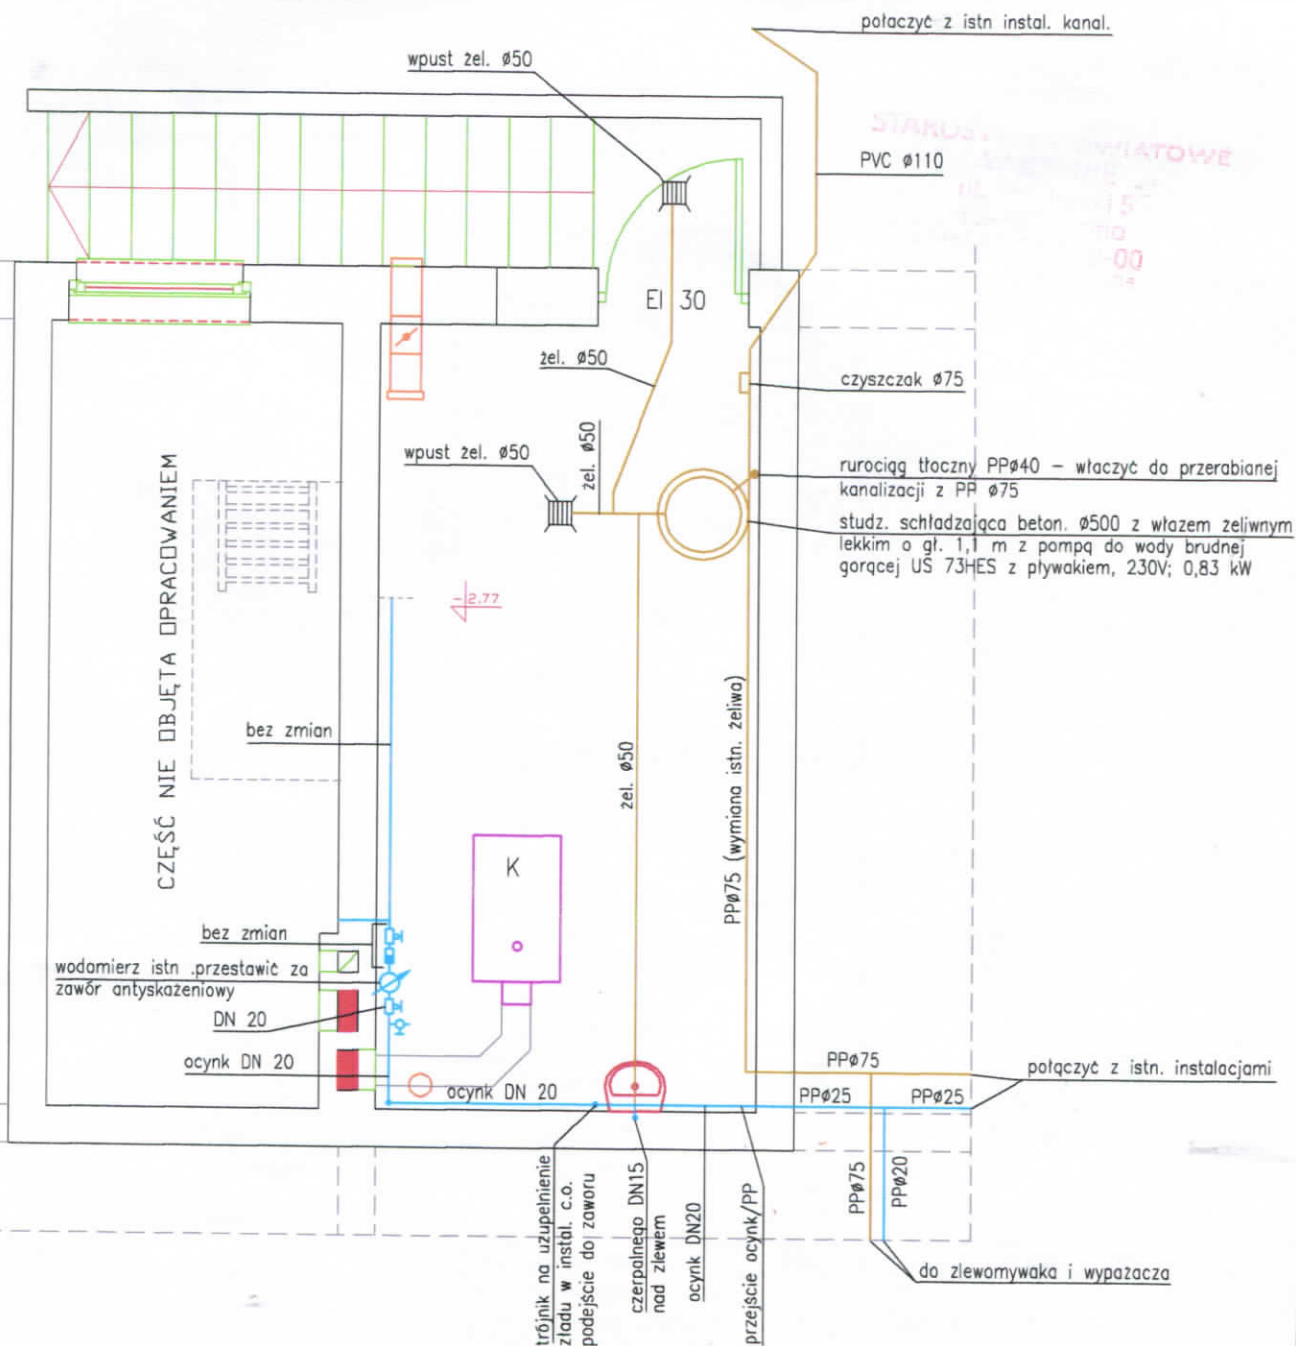 połaczyć z istn instal. kanal.
wpust żel. ø50
PVC ø110
EI 30
żel. ø50
czyszczak ø75
wpust żel. ø50
żel. ø50
rurociąg tłoczny PPø40 – właczyć do przerabianej
kanalizacji z PP ø75
studz. schładzająca beton. ø500 z włazem żeliwnym
lekkim o gł. 1,1 m z pompą do wody brudnej
gorącej US 73HES z pływakiem, 230V; 0,83 kW
CZĘŚĆ NIE OBJĘTA OPRACOWANIEM
-2.77
bez zmian
żel. ø50
PPø75 (wymiana istn. żeliwa)
K
bez zmian
wodomierz istn .przestawić za
zawór antyskażeniowy
DN 20
ocynk DN 20
ocynk DN 20
PPø75
połączyć z istn. instalacjami
PPø25
PPø25
trójnik na uzupełnienie
zładu w instal. c.o.
podejście do zaworu
czerpalnego DN15
nad zlewem
ocynk DN20
przejście ocynk/PP
PPø75
PPø20
do zlewomywaka i wypażacza